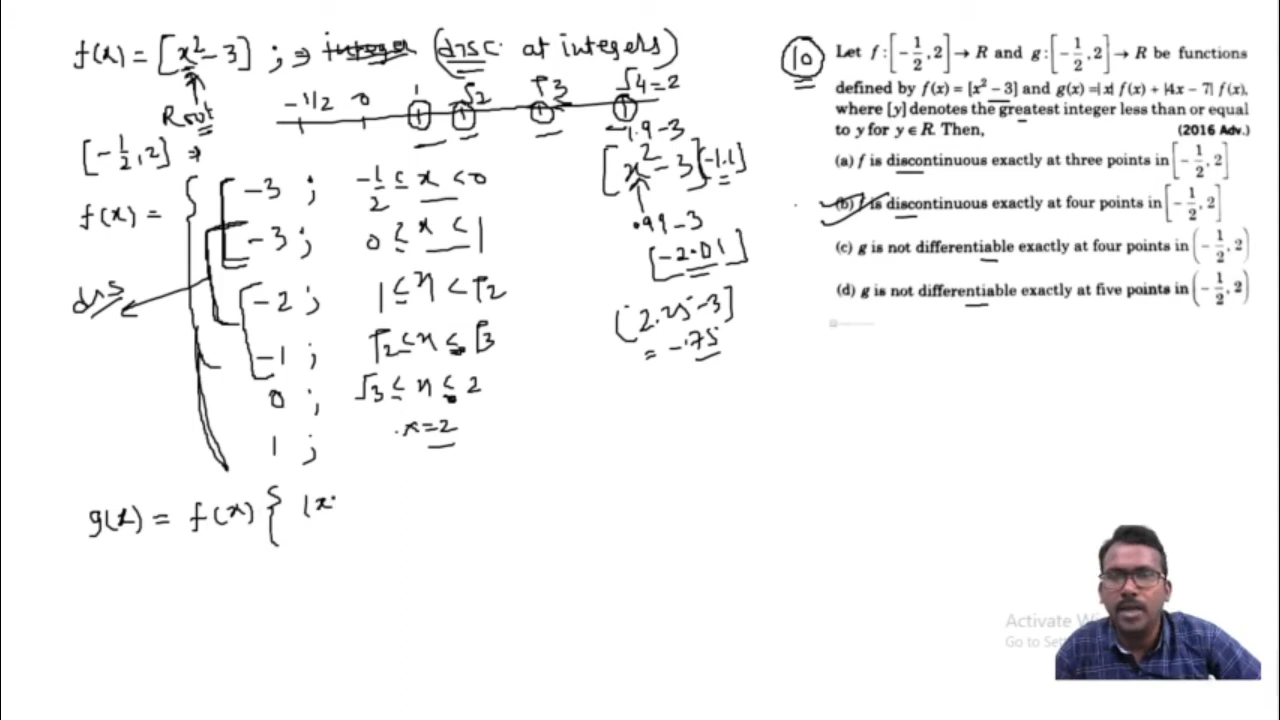 f(x) = [x² - 3] ; ⇒ integer (disc. at integers)
Root
-1/2 0 1 √2 √3 √4=2
[-1/2, 2] ⇒
f(x) =
-3 ; -1/2 ≤ x < 0
-3 ; 0 ≤ x < 1
-2 ; 1 ≤ x < √2
-1 ; √2 ≤ x ≤ √3
0 ; √3 ≤ x ≤ 2
1 ; x=2
dis
g(x) = f(x) { |x
1.9-3
[x² - 3] [-1.1]
.99-3
[-2.01]
[2.25-3]
= -.75
10 Let f : [-1/2, 2] → R and g : [-1/2, 2] → R be functions
defined by f(x) = [x² - 3] and g(x) =|x| f(x) + |4x - 7| f(x),
where [y] denotes the greatest integer less than or equal
to y for y ∈ R. Then, (2016 Adv.)
(a) f is discontinuous exactly at three points in [-1/2, 2]
(b) f is discontinuous exactly at four points in [-1/2, 2]
(c) g is not differentiable exactly at four points in (-1/2, 2)
(d) g is not differentiable exactly at five points in (-1/2, 2)
Activate Wi
Go to Se